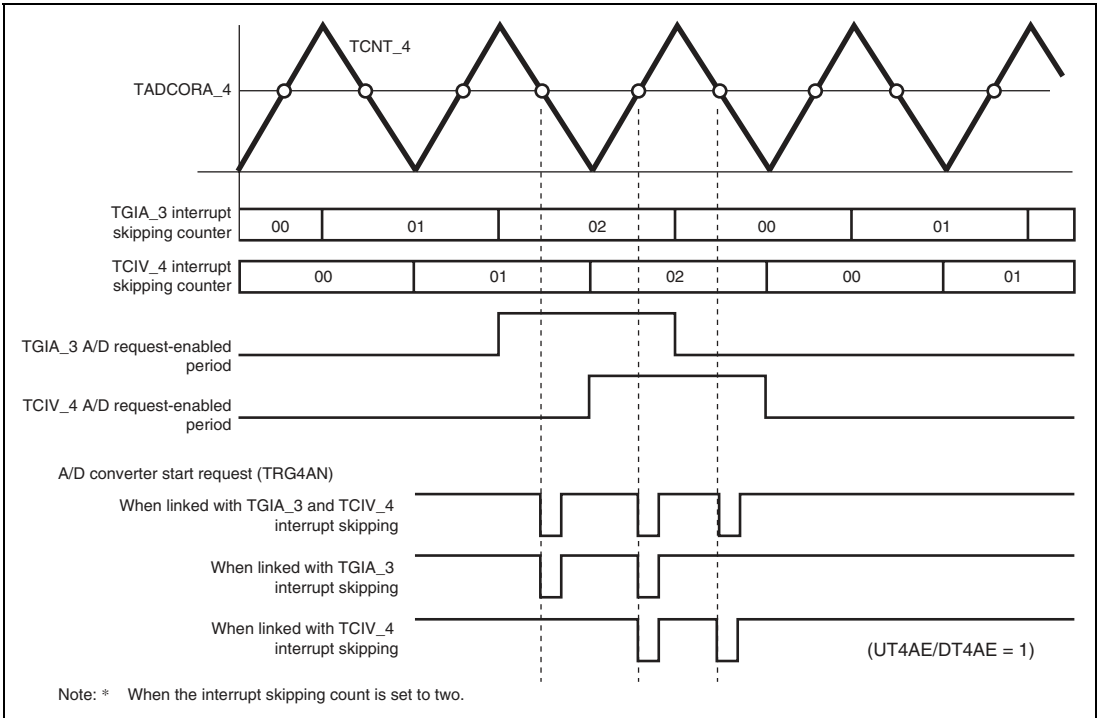 TCNT_4
TADCORA_4
TGIA_3 interrupt
skipping counter
00
01
02
00
01
TCIV_4 interrupt
skipping counter
00
01
02
00
01
TGIA_3 A/D request-enabled
period
TCIV_4 A/D request-enabled
period
A/D converter start request (TRG4AN)
When linked with TGIA_3 and TCIV_4
interrupt skipping
When linked with TGIA_3
interrupt skipping
When linked with TCIV_4
interrupt skipping
(UT4AE/DT4AE = 1)
Note: * When the interrupt skipping count is set to two.